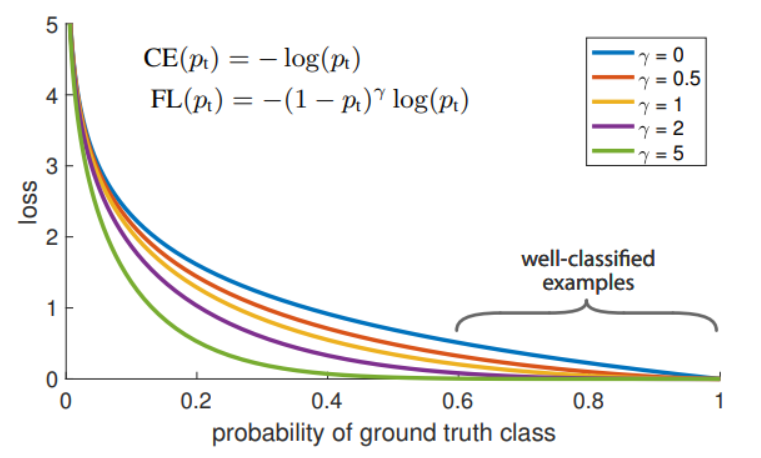 5
CE(pₜ) = − log(pₜ)
FL(pₜ) = −(1 − pₜ)^γ log(pₜ)
γ = 0
γ = 0.5
γ = 1
γ = 2
γ = 5
4
3
2
1
0
loss
well-classified
examples
0 0.2 0.4 0.6 0.8 1
probability of ground truth class